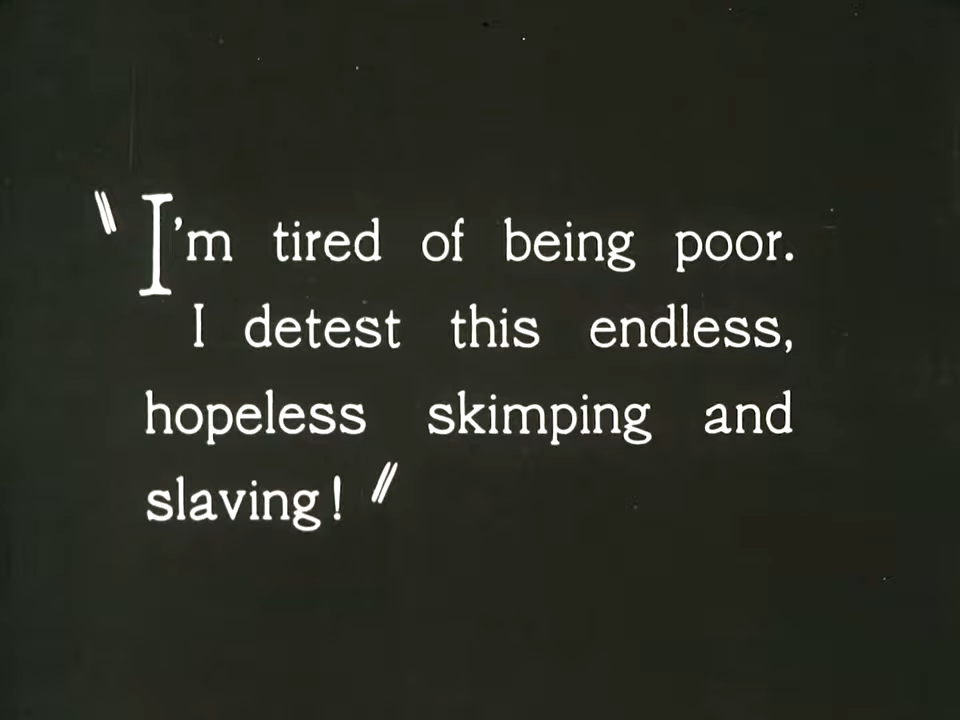 "I'm tired of being poor.
I detest this endless,
hopeless skimping and
slaving!"